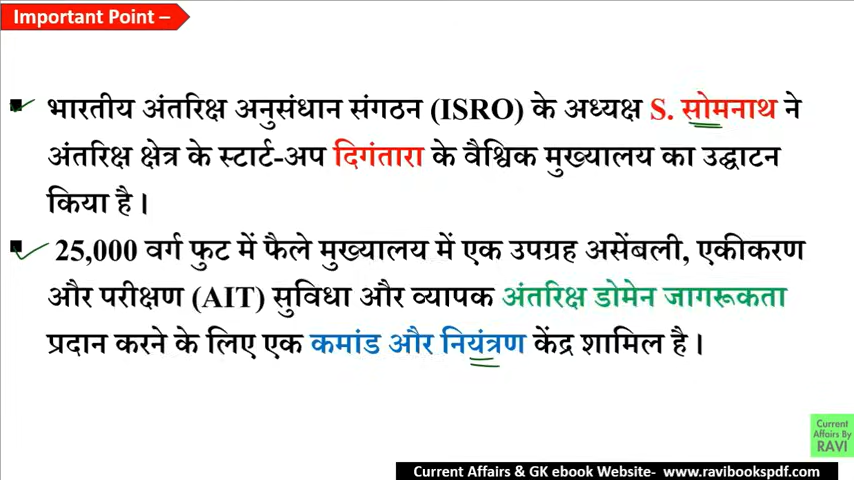 Important Point –
भारतीय अंतरिक्ष अनुसंधान संगठन (ISRO) के अध्यक्ष S. सोमनाथ ने
अंतरिक्ष क्षेत्र के स्टार्ट-अप दिगंतारा के वैश्विक मुख्यालय का उद्घाटन
किया है।
25,000 वर्ग फुट में फैले मुख्यालय में एक उपग्रह असेंबली, एकीकरण
और परीक्षण (AIT) सुविधा और व्यापक अंतरिक्ष डोमेन जागरूकता
प्रदान करने के लिए एक कमांड और नियंत्रण केंद्र शामिल है।
Current
Affairs By
RAVI
Current Affairs & GK ebook Website- www.ravibookspdf.com